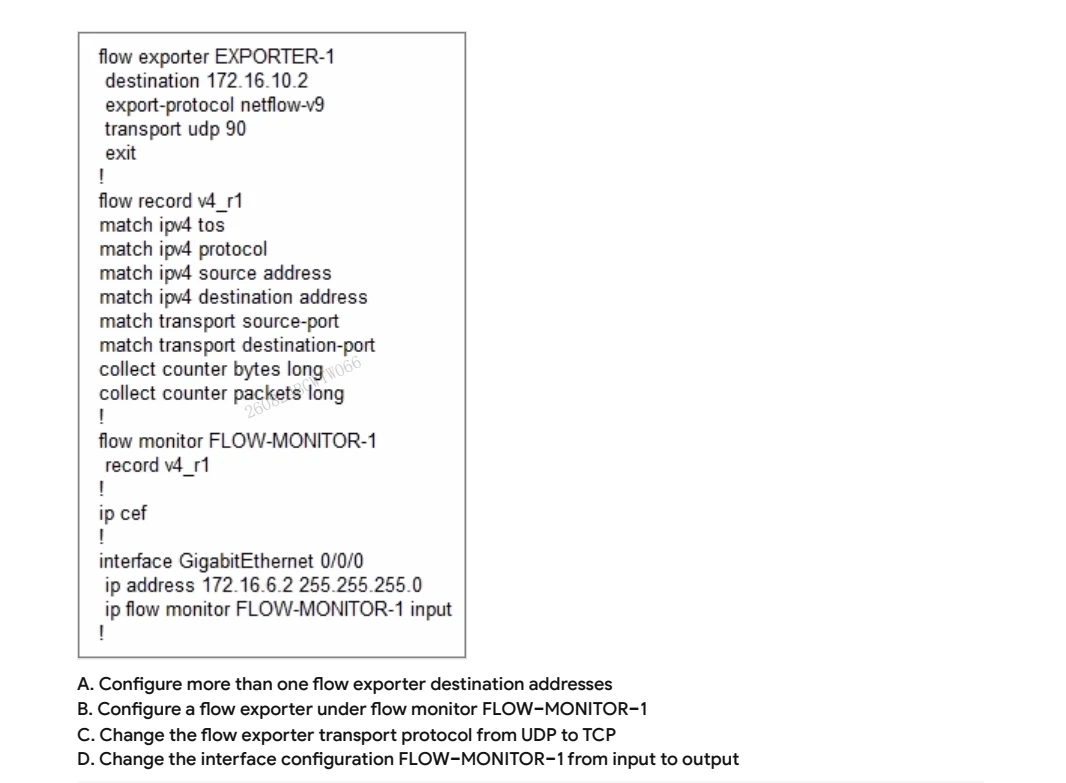 flow exporter EXPORTER-1
destination 172.16.10.2
export-protocol netflow-v9
transport udp 90
exit
!
flow record v4_r1
match ipv4 tos
match ipv4 protocol
match ipv4 source address
match ipv4 destination address
match transport source-port
match transport destination-port
collect counter bytes long
collect counter packets long
!
flow monitor FLOW-MONITOR-1
record v4_r1
!
ip cef
!
interface GigabitEthernet 0/0/0
ip address 172.16.6.2 255.255.255.0
ip flow monitor FLOW-MONITOR-1 input
!
A. Configure more than one flow exporter destination addresses
B. Configure a flow exporter under flow monitor FLOW-MONITOR-1
C. Change the flow exporter transport protocol from UDP to TCP
D. Change the interface configuration FLOW-MONITOR-1 from input to output